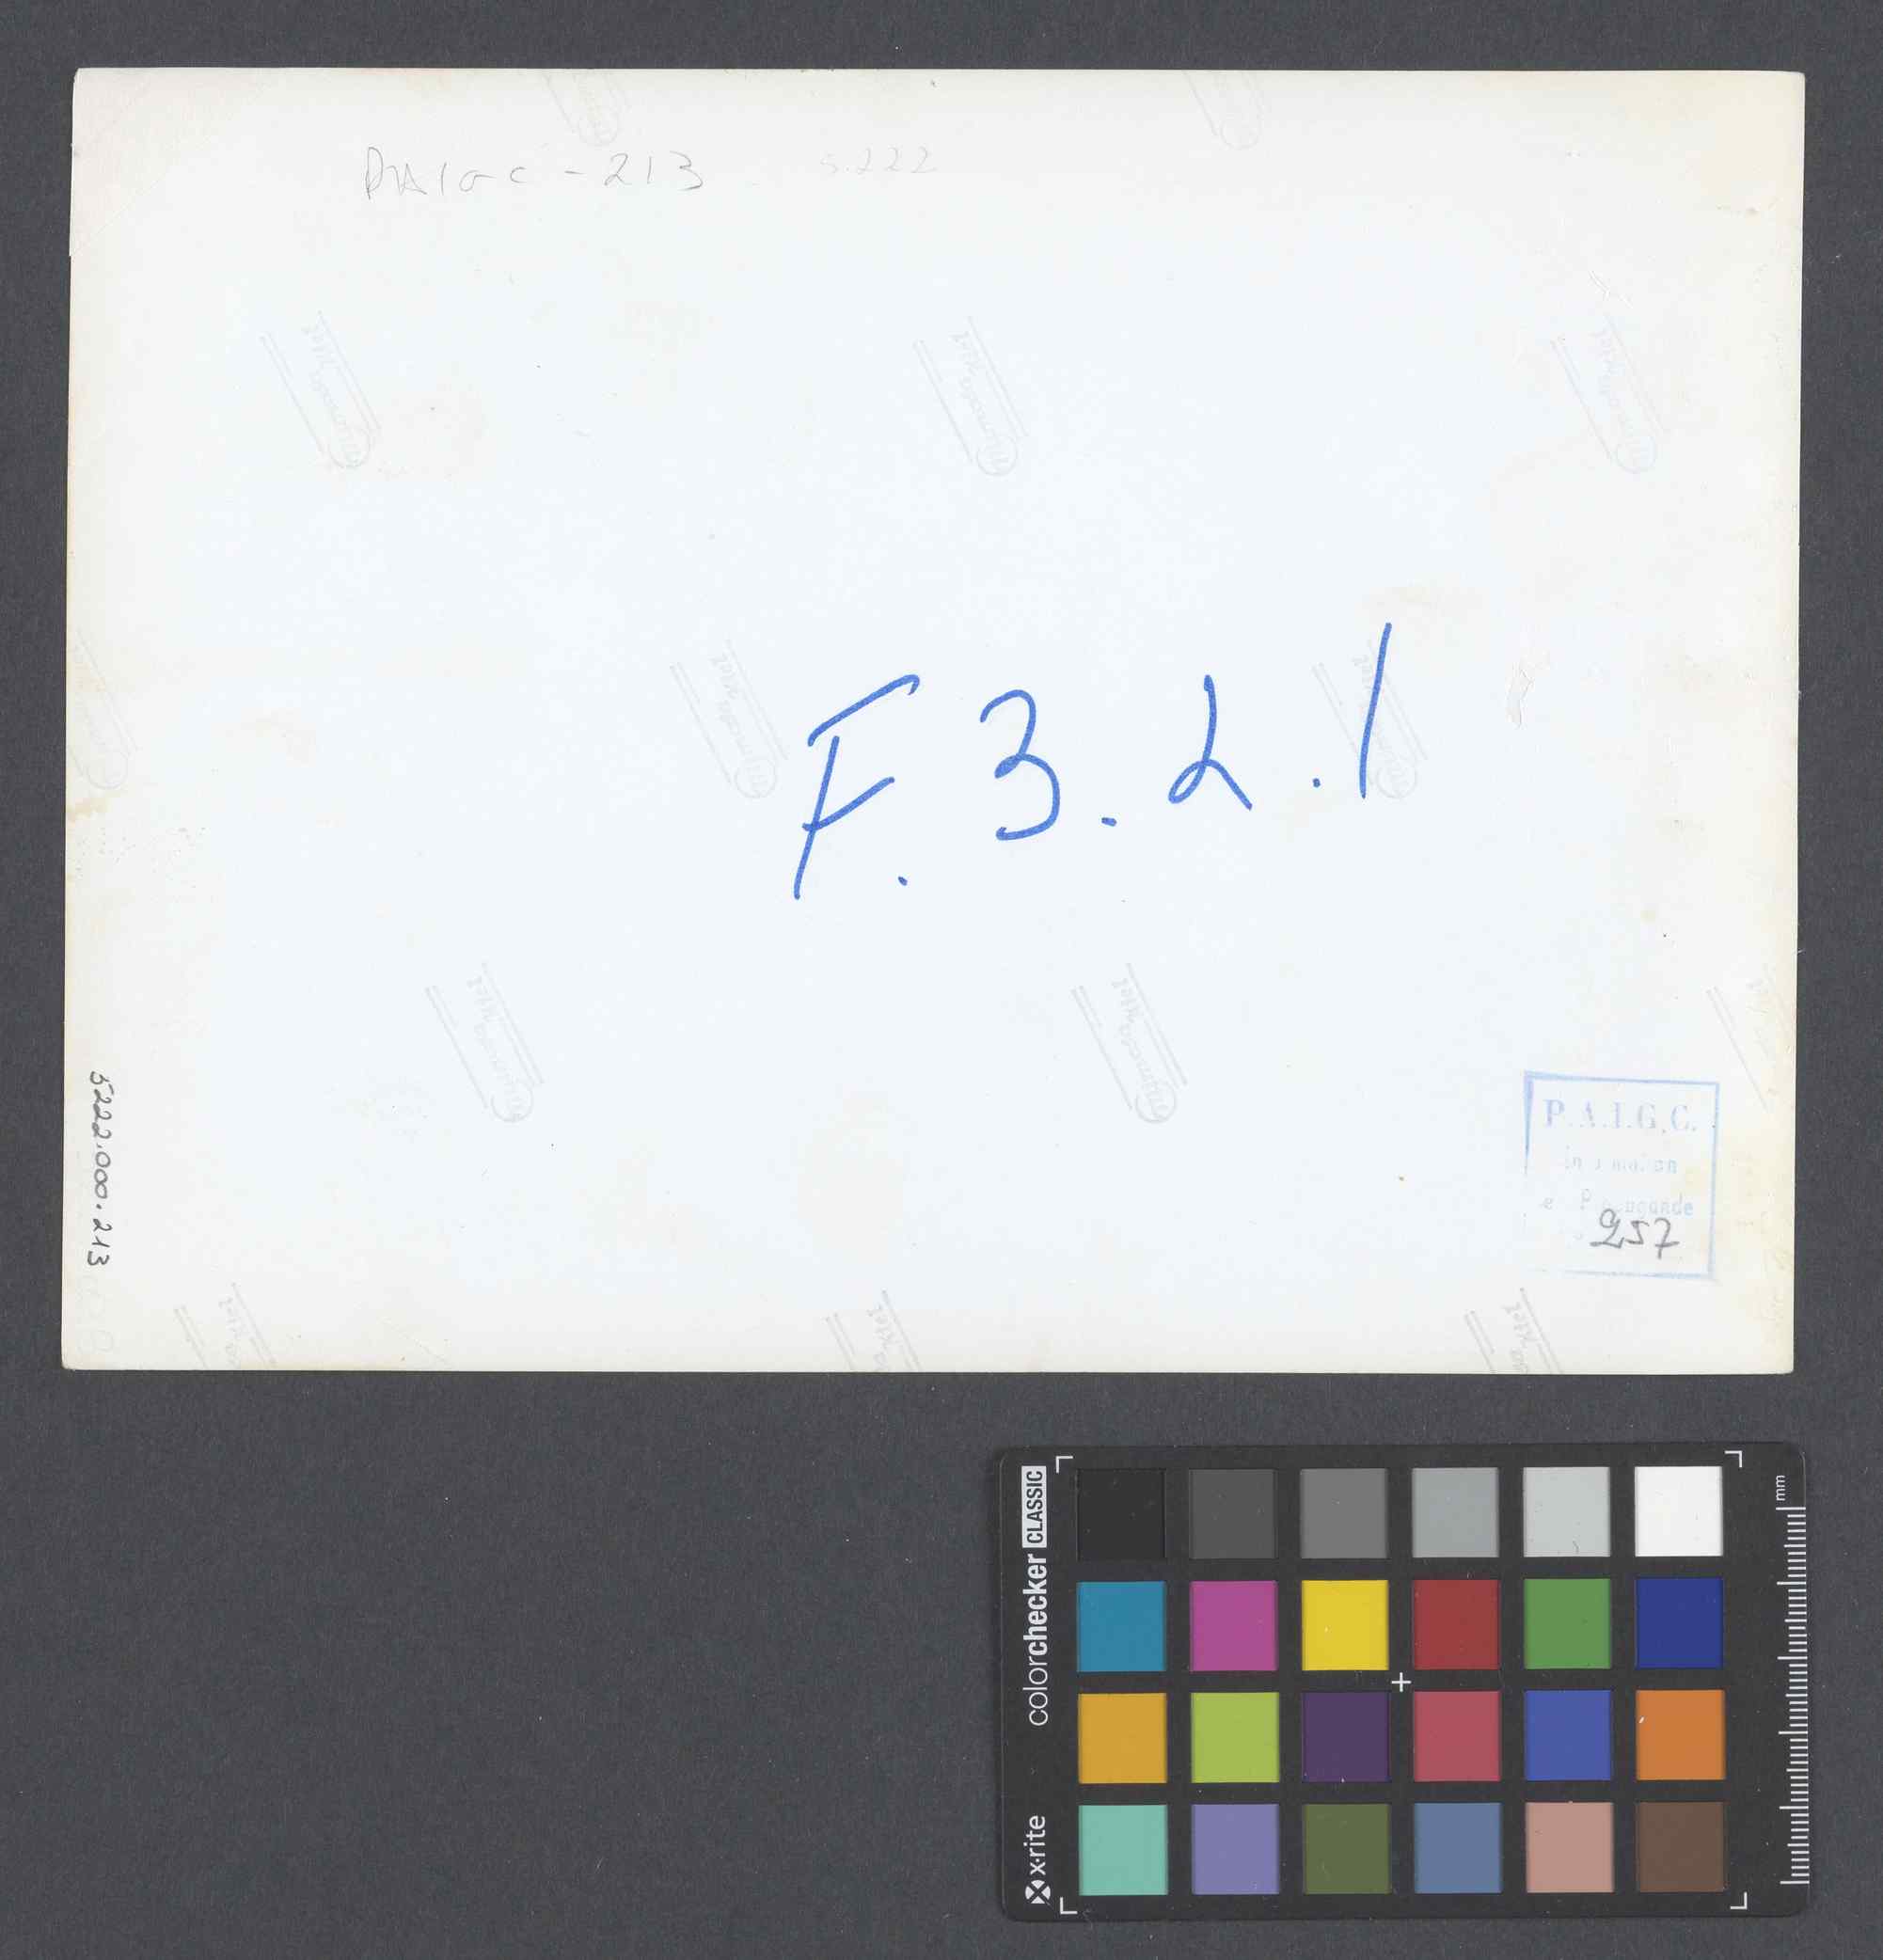 PAIGC - 213 5.222
F. 3. 2. 1
5222.000.213
P.A.I.G.C.
257
colorchecker CLASSIC
x·rite
mm